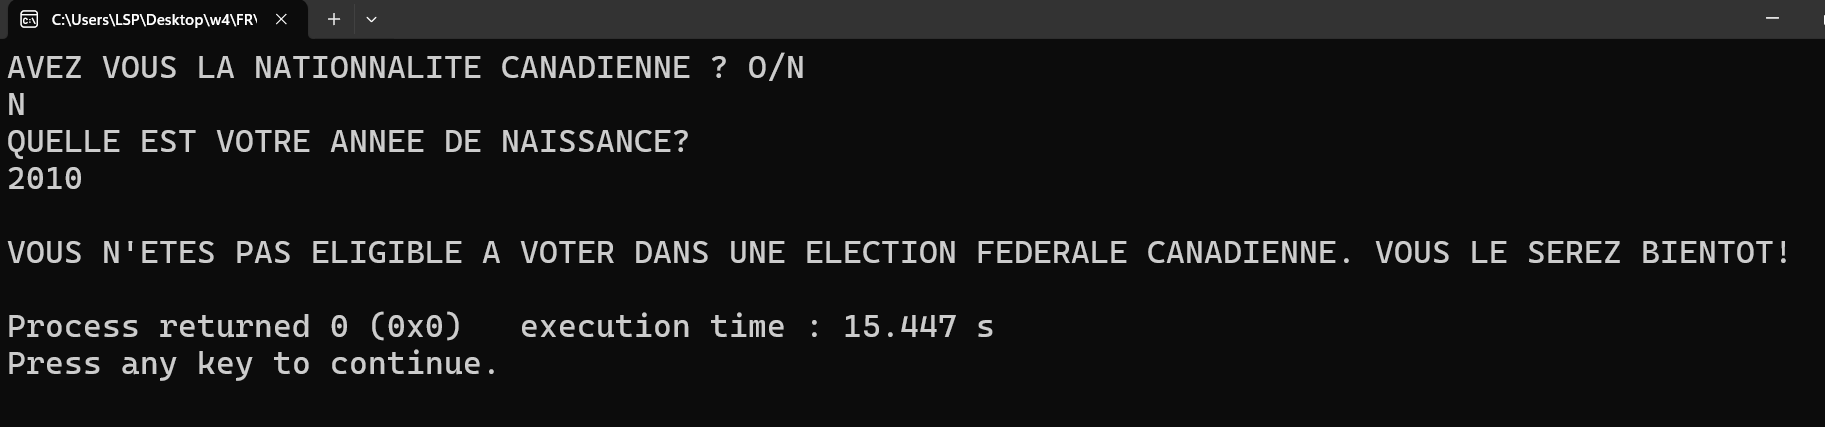 C:\Users\LSP\Desktop\w4\FR\
AVEZ VOUS LA NATIONNALITE CANADIENNE ? O/N
N
QUELLE EST VOTRE ANNEE DE NAISSANCE?
2010
VOUS N'ETES PAS ELIGIBLE A VOTER DANS UNE ELECTION FEDERALE CANADIENNE. VOUS LE SEREZ BIENTOT!
Process returned 0 (0x0)   execution time : 15.447 s
Press any key to continue.